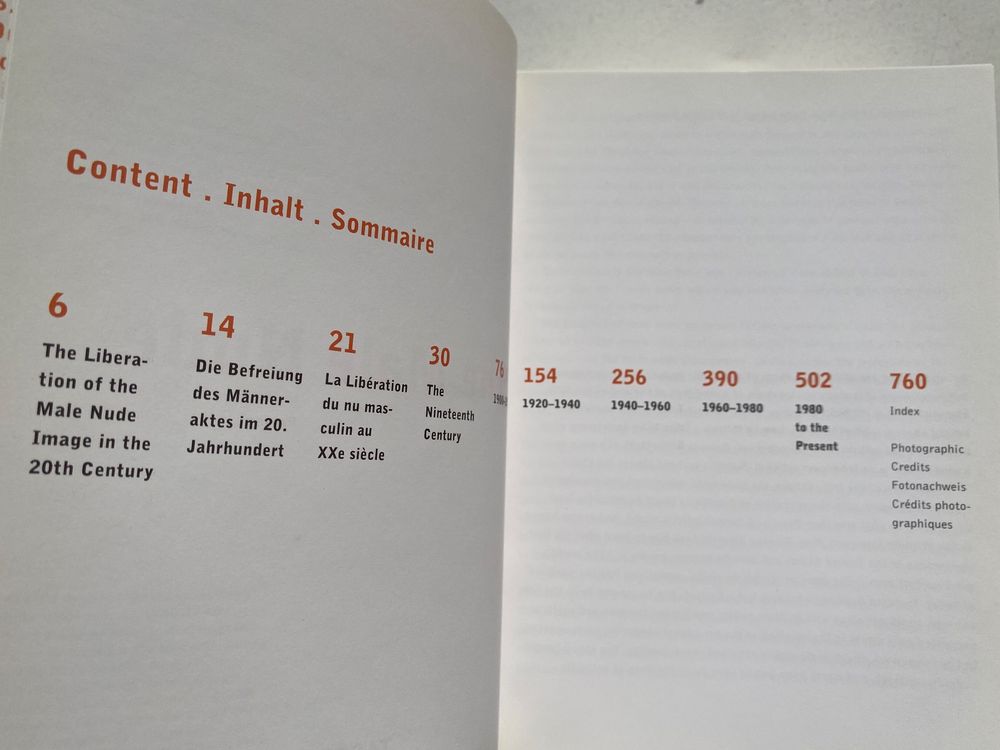 Content . Inhalt . Sommaire
6
The Libera-
tion of the
Male Nude
Image in the
20th Century
14
Die Befreiung
des Männer-
aktes im 20.
Jahrhundert
21
La Libération
du nu mas-
culin au
XXe siècle
30
The
Nineteenth
Century
76
154
1920–1940
256
1940–1960
390
1960–1980
502
1980
to the
Present
760
Index
Photographic
Credits
Fotonachweis
Crédits photo-
graphiques